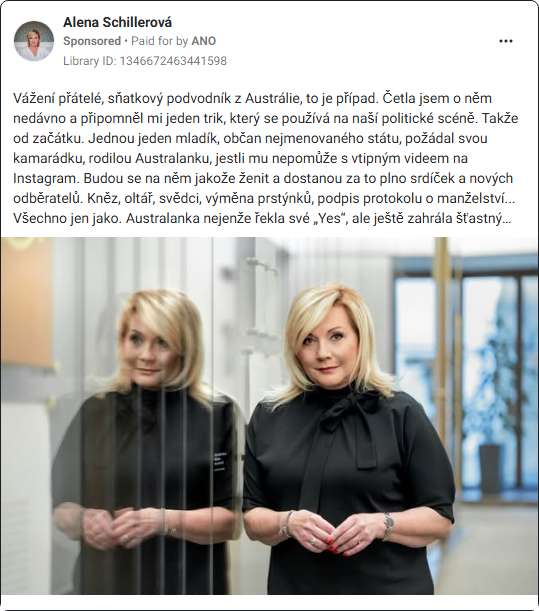 Alena Schillerová
Sponsored • Paid for by ANO
Library ID: 1346672463441598
Vážení přátelé, sňatkový podvodník z Austrálie, to je případ. Četla jsem o něm
nedávno a připomněl mi jeden trik, který se používá na naší politické scéně. Takže
od začátku. Jednou jeden mladík, občan nejmenovaného státu, požádal svou
kamarádku, rodilou Australanku, jestli mu nepomůže s vtipným videem na
Instagram. Budou se na něm jakože ženit a dostanou za to plno srdíček a nových
odběratelů. Kněz, oltář, svědci, výměna prstýnků, podpis protokolu o manželství...
Všechno jen jako. Australanka nejenže řekla své „Yes“, ale ještě zahrála šťastný...